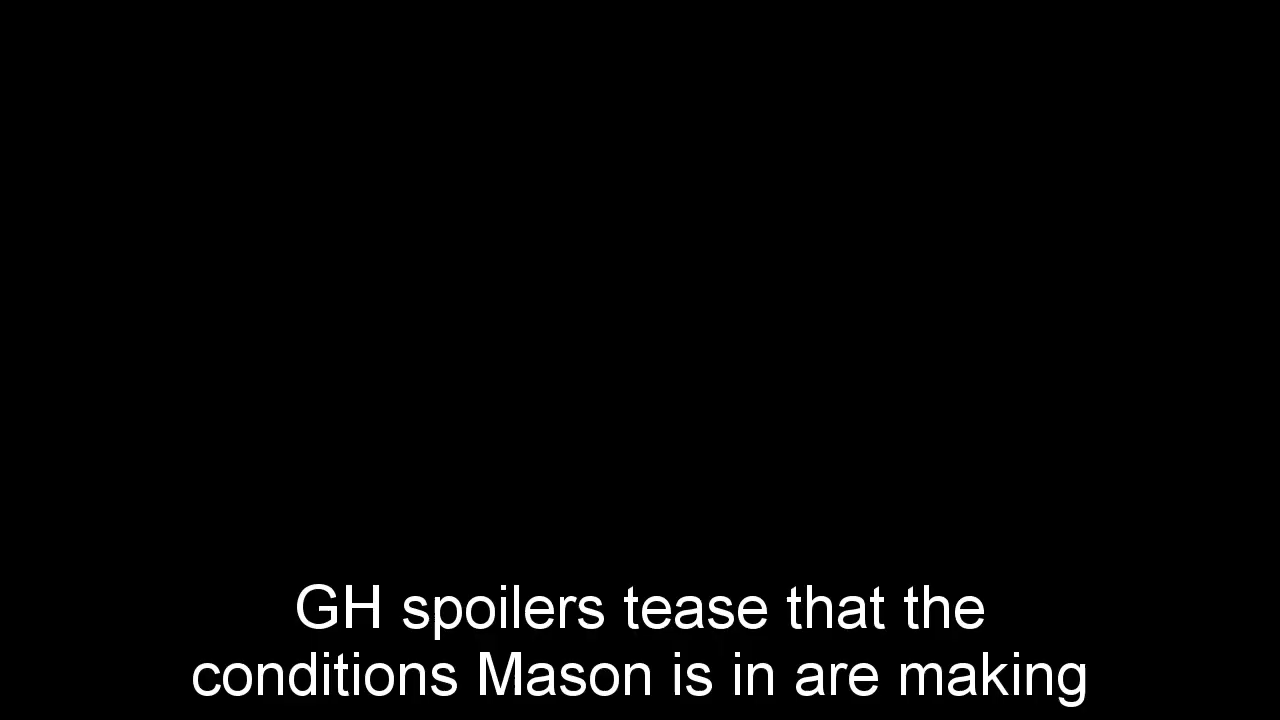 GH spoilers tease that the
conditions Mason is in are making